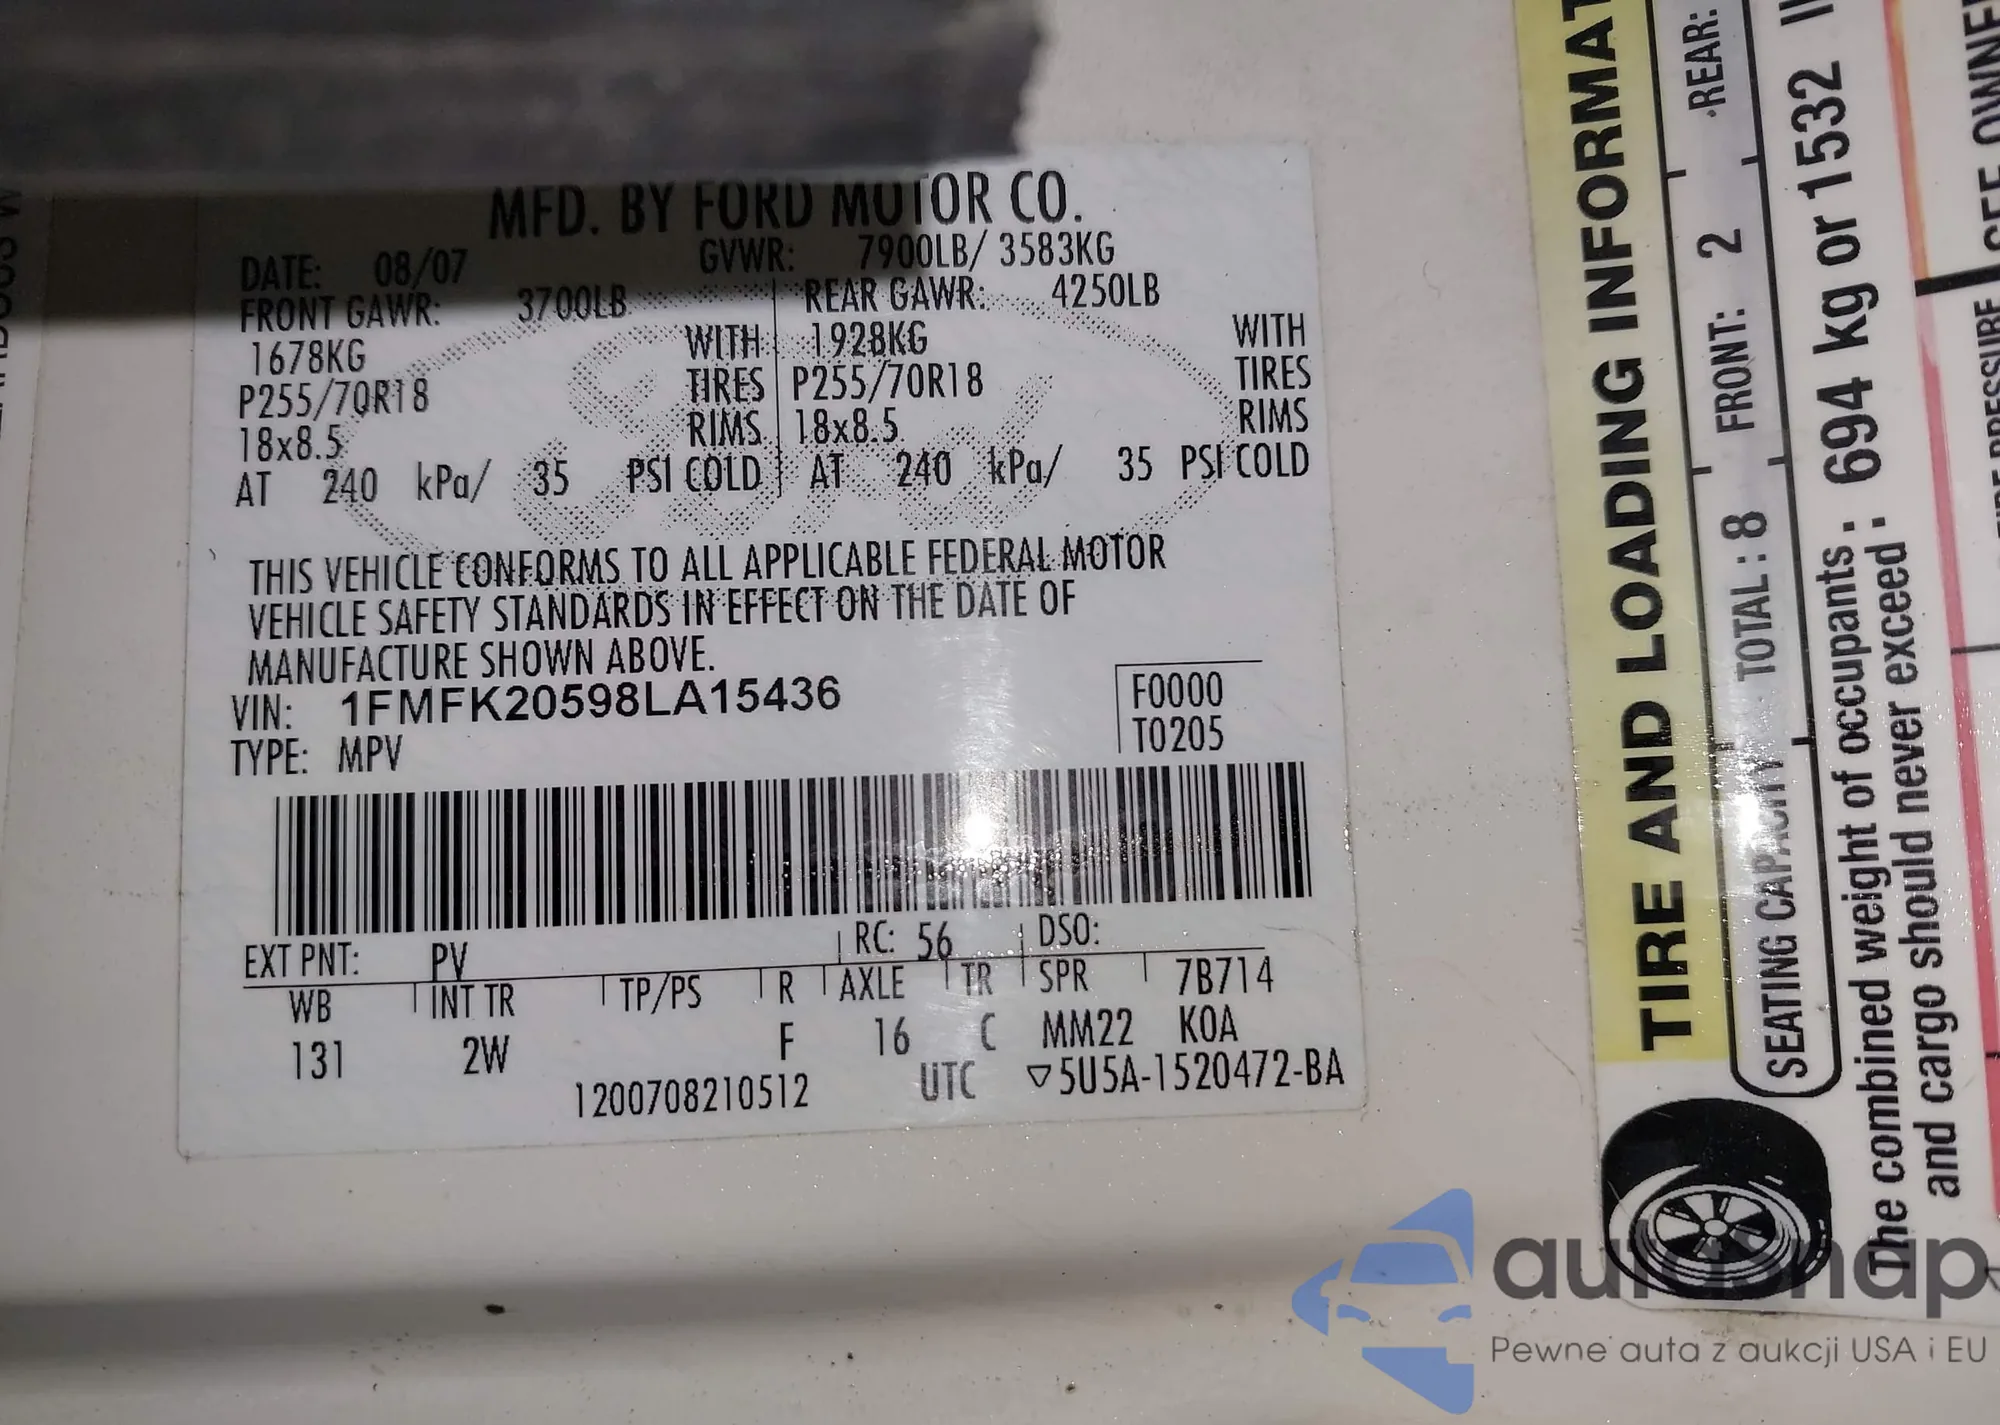 MFD. BY FORD MOTOR CO.
DATE: 08/07 GVWR: 7900LB/ 3583KG
FRONT GAWR: 3700LB REAR GAWR: 4250LB
1678KG WITH 1928KG WITH
P255/70R18 TIRES P255/70R18 TIRES
18x8.5 RIMS 18x8.5 RIMS
AT 240 kPa/ 35 PSI COLD AT 240 kPa/ 35 PSI COLD
THIS VEHICLE CONFORMS TO ALL APPLICABLE FEDERAL MOTOR
VEHICLE SAFETY STANDARDS IN EFFECT ON THE DATE OF
MANUFACTURE SHOWN ABOVE.
VIN: 1FMFK20598LA15436
F0000
TYPE: MPV
T0205
EXT PNT: PV RC: 56 DSO:
WB INT TR TP/PS R AXLE TR SPR 7B714
131 2W F 16 C MM22 KOA
1200708210512 UTC ▽5U5A-1520472-BA
TIRE AND LOADING INFORMAT
SEATING CAPACITY TOTAL : 8 FRONT: 2 REAR:
The combined weight of occupants : 694 kg or 1532
and cargo should never exceed :
SEE OWNE
TIRE PRESSURE
autosnap
Pewne auta z aukcji USA i EU